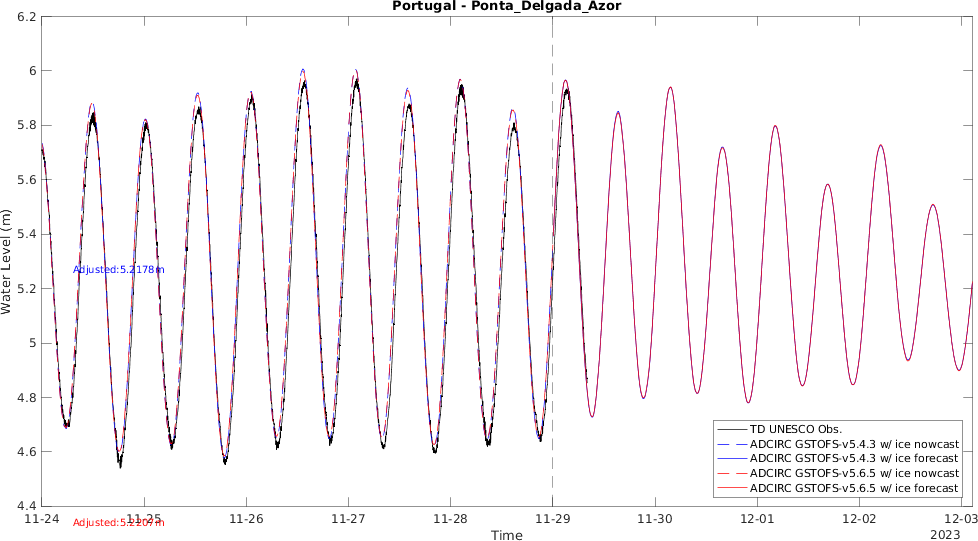 Portugal - Ponta_Delgada_Azor
6.2
6
5.8
5.6
5.4
5.2
5
4.8
4.6
4.4
Water Level (m)
Adjusted:5.2178m
TD UNESCO Obs.
ADCIRC GSTOFS-v5.4.3 w/ ice nowcast
ADCIRC GSTOFS-v5.4.3 w/ ice forecast
ADCIRC GSTOFS-v5.6.5 w/ ice nowcast
ADCIRC GSTOFS-v5.6.5 w/ ice forecast
11-24 11-25 11-26 11-27 11-28 11-29 11-30 12-01 12-02 12-03
Adjusted:5.2207m
Time
2023